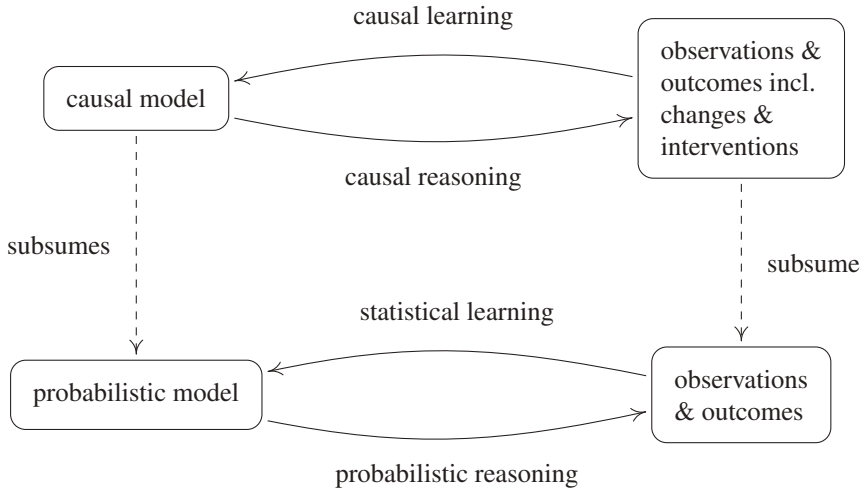 causal learning
causal model
observations &
outcomes incl.
changes &
interventions
causal reasoning
subsumes
subsume
statistical learning
probabilistic model
observations
& outcomes
probabilistic reasoning